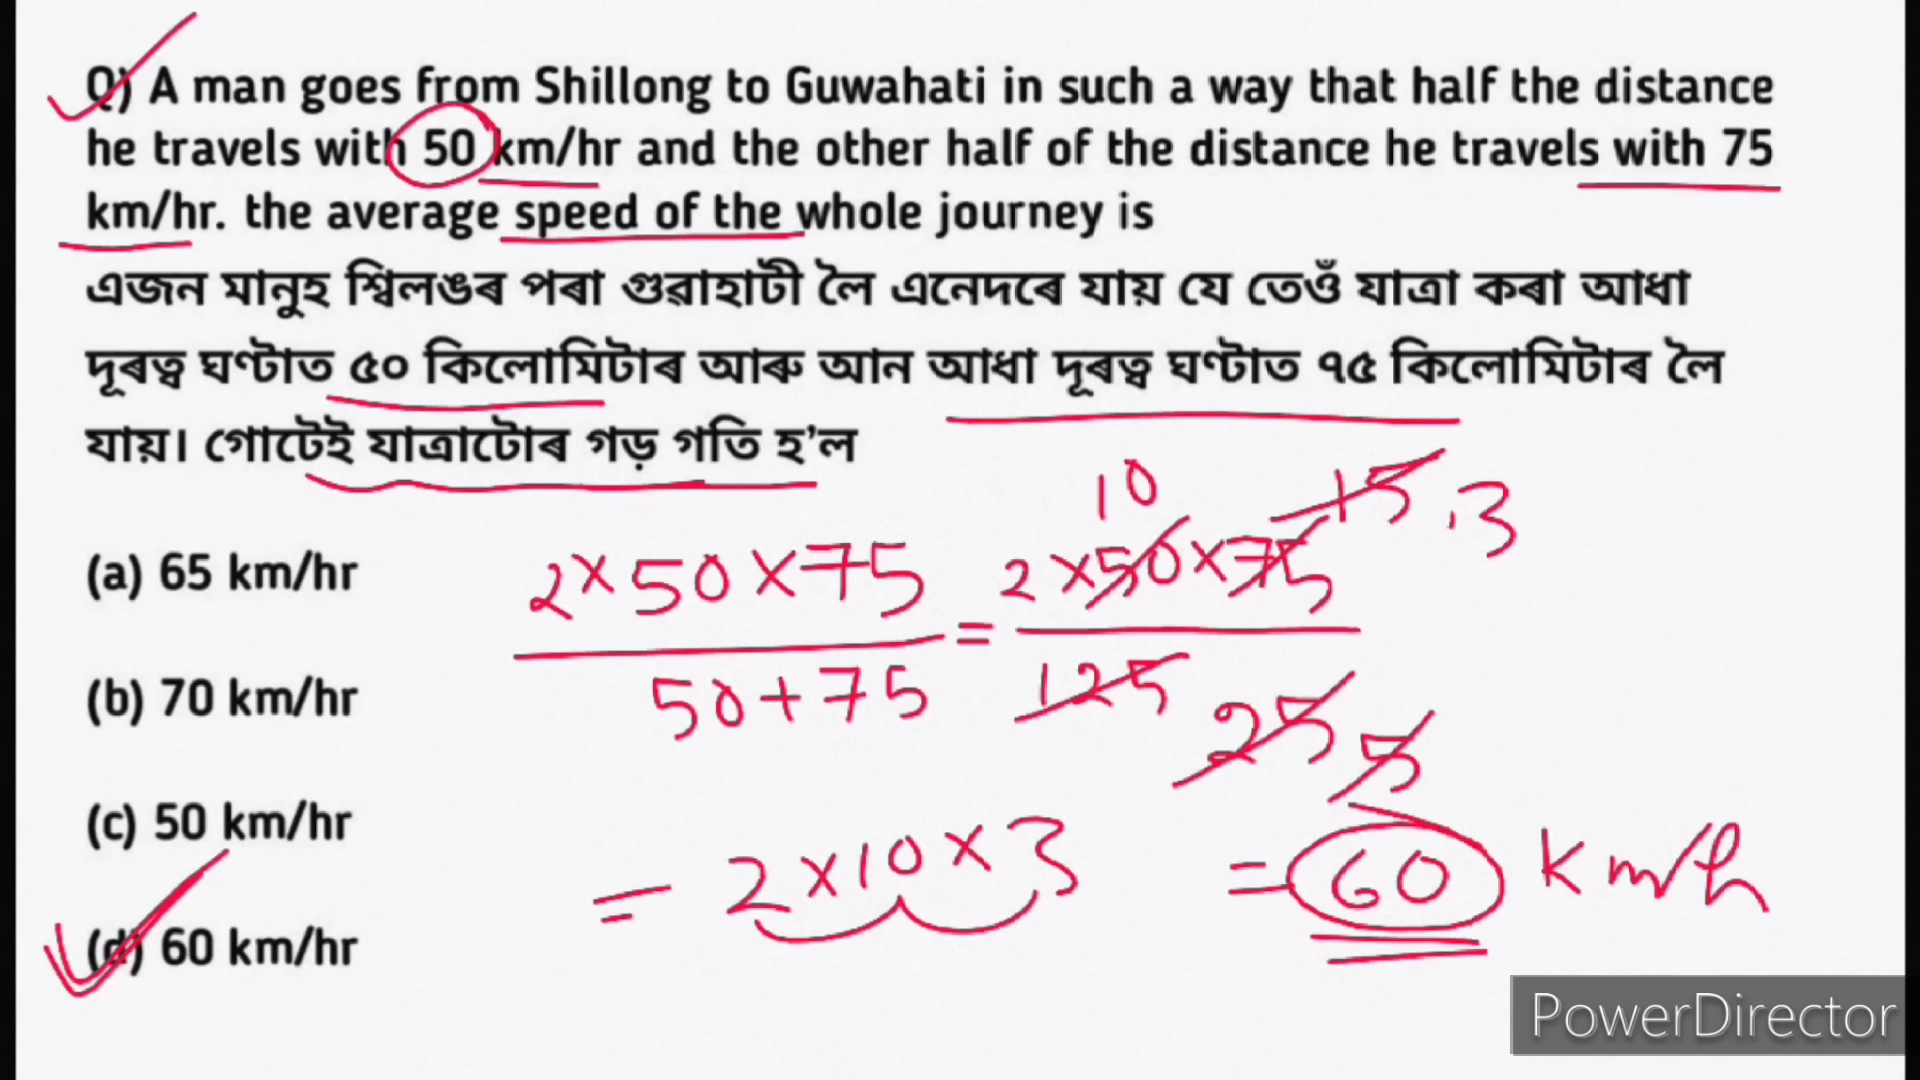 Q) A man goes from Shillong to Guwahati in such a way that half the distance
he travels with 50 km/hr and the other half of the distance he travels with 75
km/hr. the average speed of the whole journey is
এজন মানুহ শ্বিলঙৰ পৰা গুৱাহাটী লৈ এনেদৰে যায় যে তেওঁ যাত্ৰা কৰা আধা
দূৰত্ব ঘণ্টাত ৫০ কিলোমিটাৰ আৰু আন আধা দূৰত্ব ঘণ্টাত ৭৫ কিলোমিটাৰ লৈ
যায়। গোটেই যাত্ৰাটোৰ গড় গতি হ'ল
(a) 65 km/hr
(b) 70 km/hr
(c) 50 km/hr
(d) 60 km/hr
10 15 3
2×50×75 = 2×50×75
50+75 125 25 5
= 2×10×3 = 60 km/h
PowerDirector